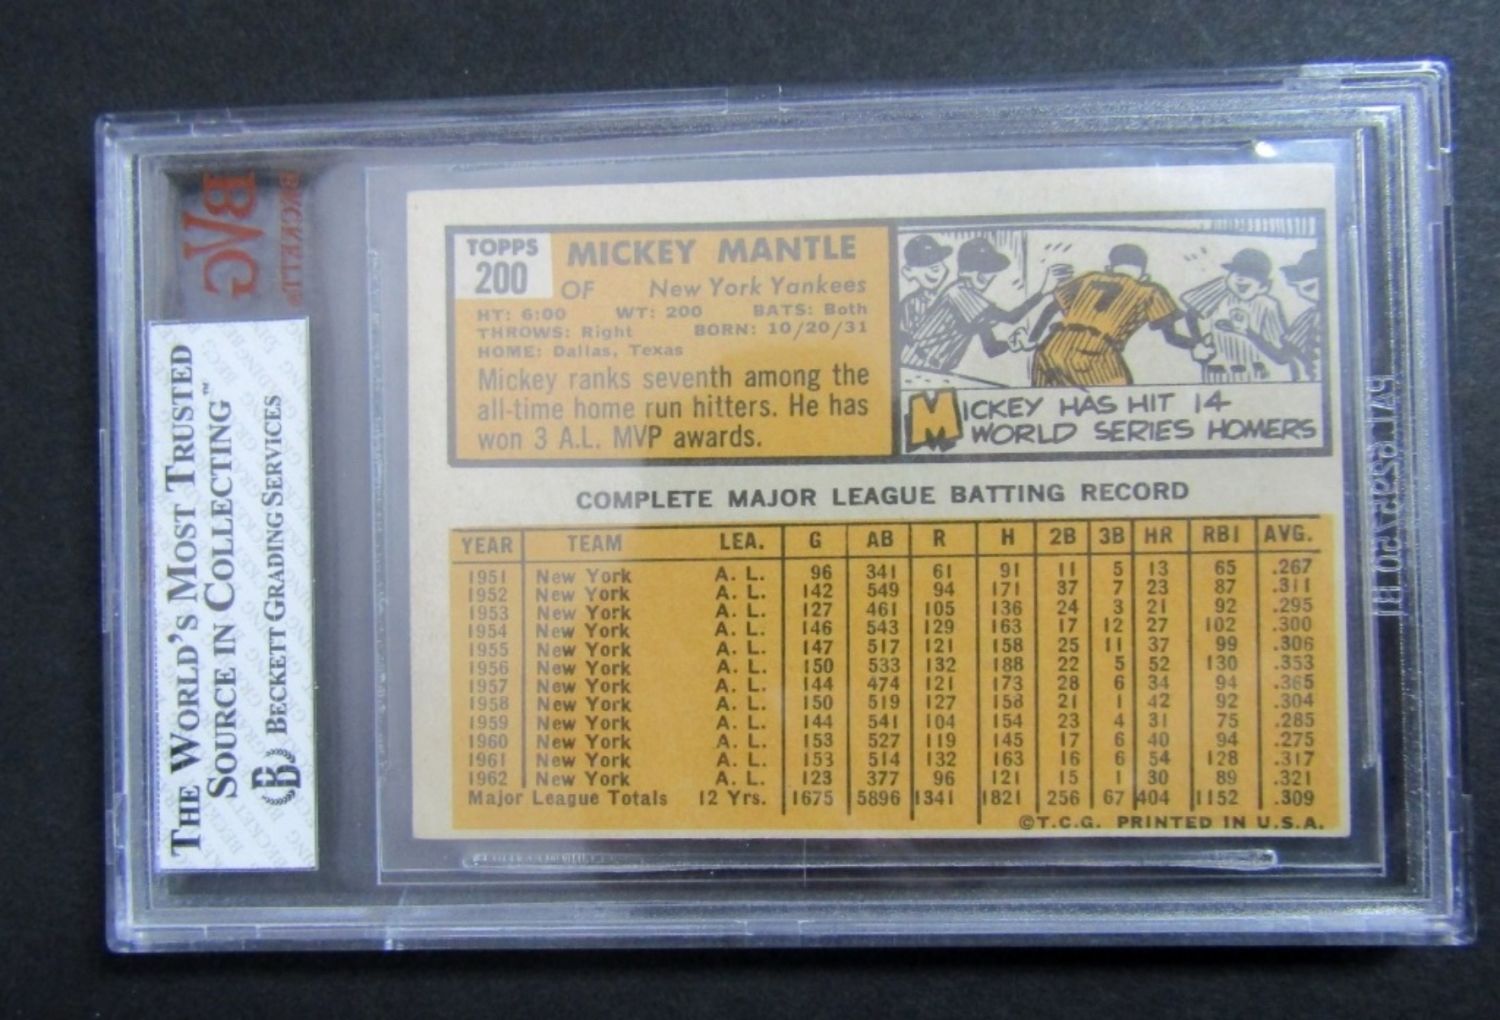 BVG
BECKETT
THE WORLD'S MOST TRUSTED
SOURCE IN COLLECTING™
BECKETT GRADING SERVICES
TOPPS
200
MICKEY MANTLE
OF New York Yankees
HT: 6:00 WT: 200 BATS: Both
THROWS: Right BORN: 10/20/31
HOME: Dallas, Texas
Mickey ranks seventh among the
all-time home run hitters. He has
won 3 A.L. MVP awards.
7
MICKEY HAS HIT 14
WORLD SERIES HOMERS
COMPLETE MAJOR LEAGUE BATTING RECORD
YEAR TEAM LEA. G AB R H 2B 3B HR RBI AVG.
1951 New York A. L. 96 341 61 91 11 5 13 65 .267
1952 New York A. L. 142 549 94 171 37 7 23 87 .311
1953 New York A. L. 127 461 105 136 24 3 21 92 .295
1954 New York A. L. 146 543 129 163 17 12 27 102 .300
1955 New York A. L. 147 517 121 158 25 11 37 99 .306
1956 New York A. L. 150 533 132 188 22 5 52 130 .353
1957 New York A. L. 144 474 121 173 28 6 34 94 .365
1958 New York A. L. 150 519 127 158 21 1 42 92 .304
1959 New York A. L. 144 541 104 154 23 4 31 75 .285
1960 New York A. L. 153 527 119 145 17 6 40 94 .275
1961 New York A. L. 153 514 132 163 16 6 54 128 .317
1962 New York A. L. 123 377 96 121 15 1 30 89 .321
Major League Totals 12 Yrs. 1675 5896 1341 1821 256 67 404 1152 .309
©T.C.G. PRINTED IN U.S.A.